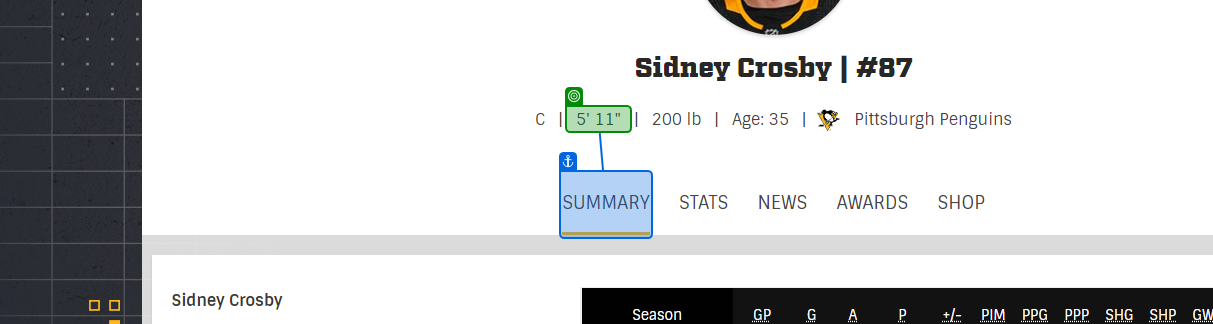 Sidney Crosby | #87
C | 5' 11" | 200 lb | Age: 35 | Pittsburgh Penguins
SUMMARY STATS NEWS AWARDS SHOP
Sidney Crosby
Season GP G A P +/- PIM PPG PPP SHG SHP GW